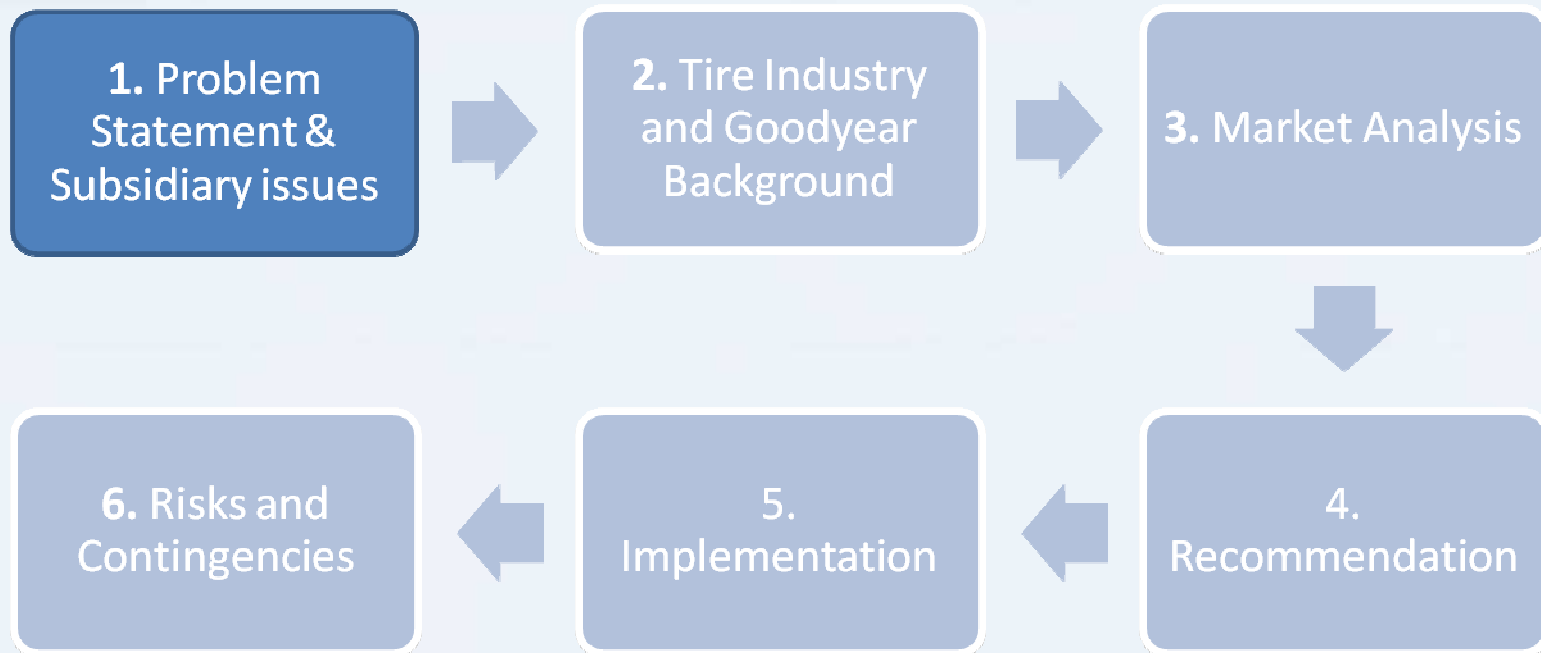 1. Problem
Statement &
Subsidiary issues
2. Tire Industry
and Goodyear
Background
3. Market Analysis
4.
Recommendation
5.
Implementation
6. Risks and
Contingencies